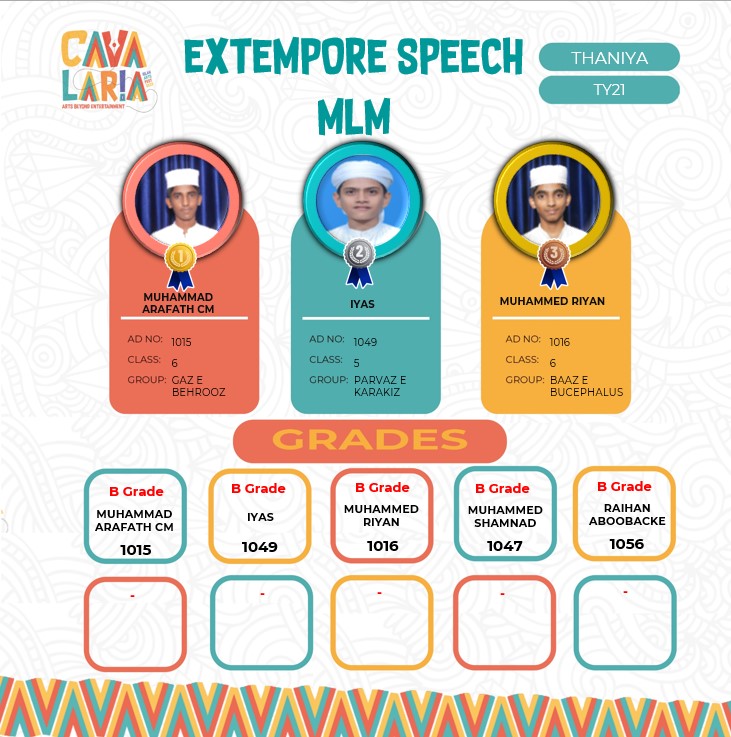 CAVA
LARIA
ARTS BEYOND ENTERTAINMENT
EXTEMPORE SPEECH
MLM
THANIYA
TY21
1
MUHAMMAD
ARAFATH CM
AD NO: 1015
CLASS: 6
GROUP: GAZ E
BEHROOZ
2
IYAS
AD NO: 1049
CLASS: 5
GROUP: PARVAZ E
KARAKIZ
3
MUHAMMED RIYAN
AD NO: 1016
CLASS: 6
GROUP: BAAZ E
BUCEPHALUS
GRADES
B Grade
MUHAMMAD
ARAFATH CM
1015
B Grade
IYAS
1049
B Grade
MUHAMMED
RIYAN
1016
B Grade
MUHAMMED
SHAMNAD
1047
B Grade
RAIHAN
ABOOBACKE
1056
-
-
-
-
-